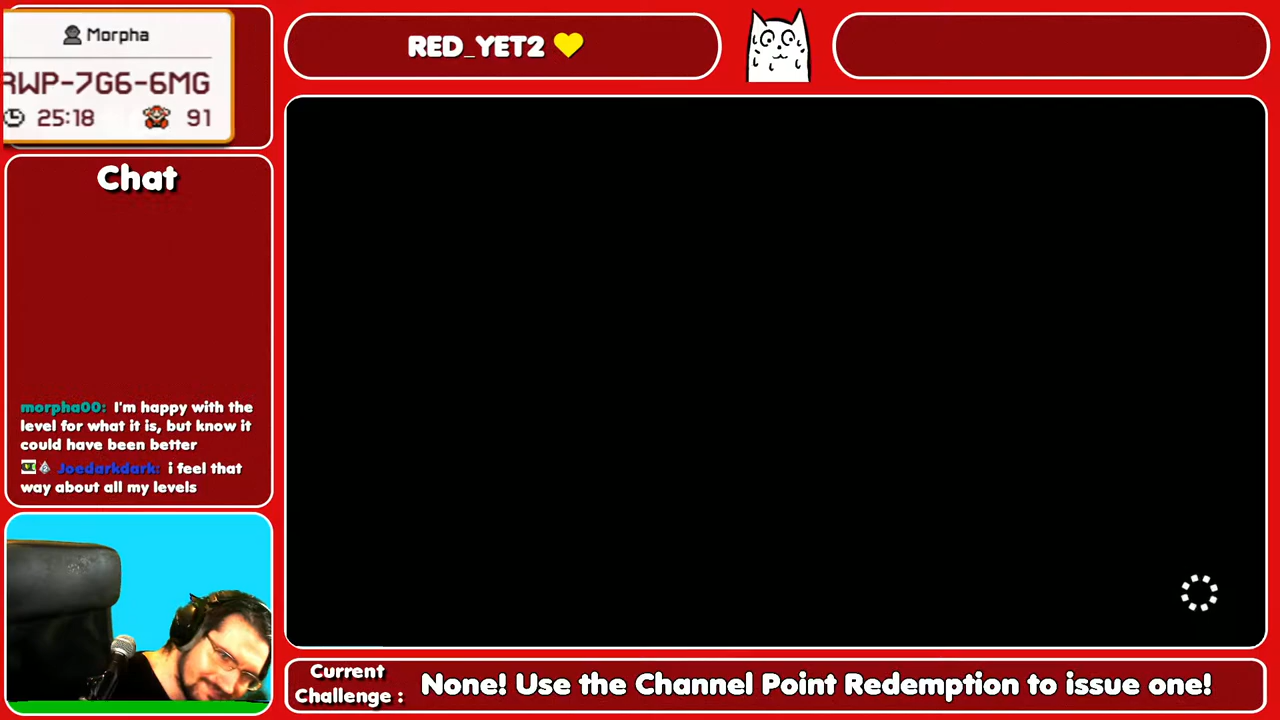 Morpha
RWP-7G6-6MG
25:18 91
RED_YET2 💛
Chat
morpha00: I'm happy with the
level for what it is, but know it
could have been better
Joedarkdark: i feel that
way about all my levels
Current
Challenge :
None! Use the Channel Point Redemption to issue one!